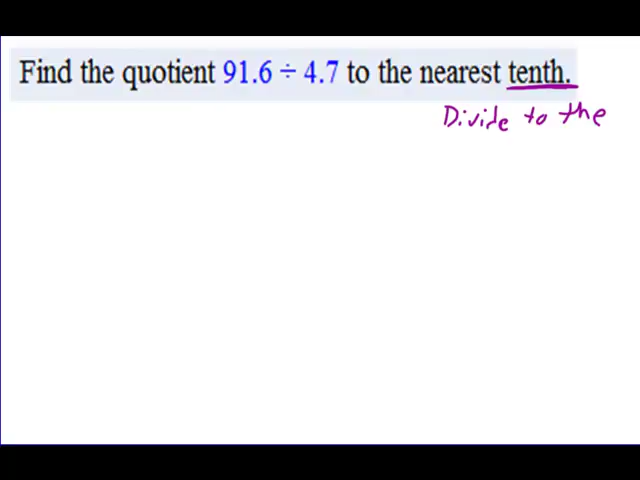 Find the quotient 91.6 ÷ 4.7 to the nearest tenth.
Divide to the